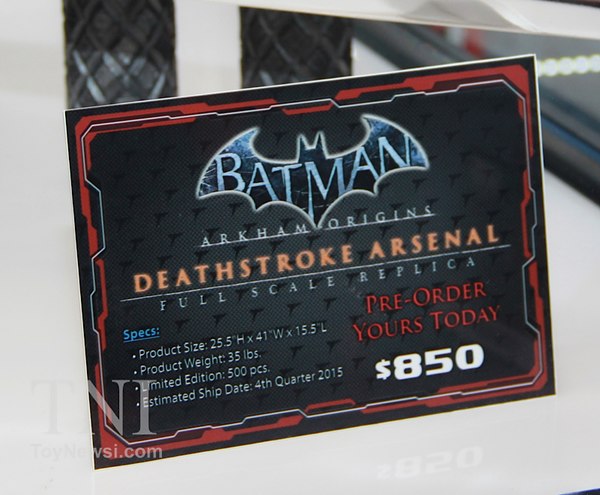 BATMAN
ARKHAM ORIGINS
DEATHSTROKE ARSENAL
FULL SCALE REPLICA
Specs:
• Product Size: 25.5"H x 41"W x 15.5"L
• Product Weight: 35 lbs.
• Limited Edition: 500 pcs.
• Estimated Ship Date: 4th Quarter 2015
PRE-ORDER
YOURS TODAY
$850
TNI
ToyNewsi.com